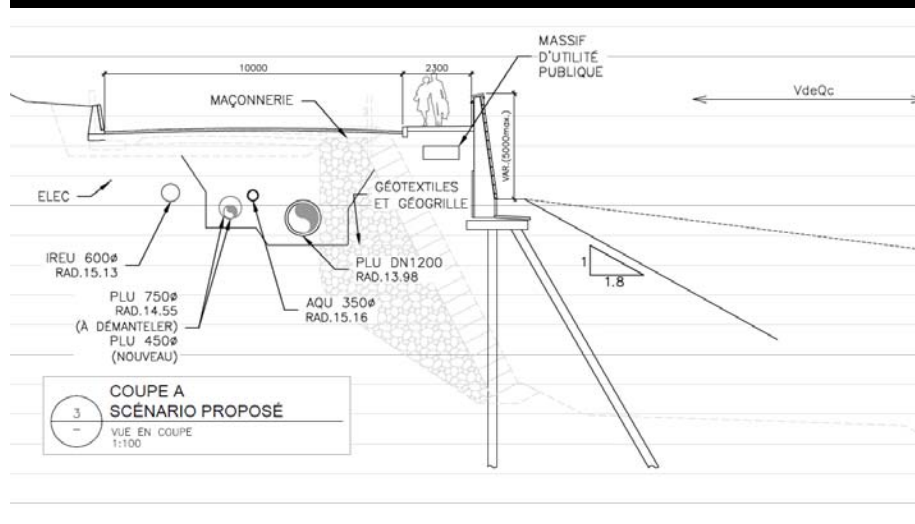 MASSIF
D'UTILITÉ
PUBLIQUE
10000
2300
VdeQc
MAÇONNERIE
VAR.(5000max.)
ELEC
GÉOTEXTILES
ET GÉOGRILLE
IREU 600ø
RAD.15.13
PLU DN1200
RAD.13.98
1
1.8
PLU 750ø
RAD.14.55
(À DÉMANTELER)
PLU 450ø
(NOUVEAU)
AQU 350ø
RAD.15.16
3
-
COUPE A
SCÉNARIO PROPOSÉ
VUE EN COUPE
1:100